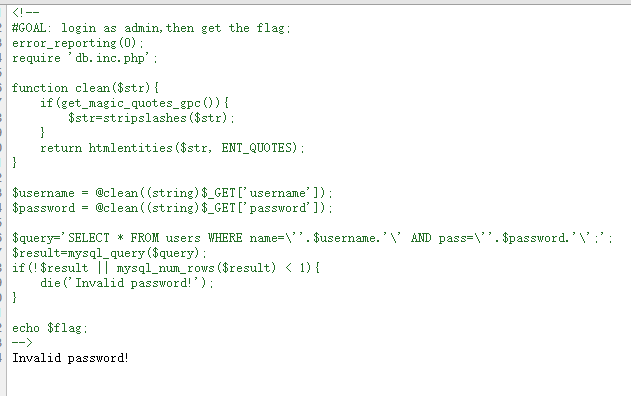 <!--
#GOAL: login as admin,then get the flag;
error_reporting(0);
require 'db.inc.php';
function clean($str){
if(get_magic_quotes_gpc()){
$str=stripslashes($str);
}
return htmlentities($str, ENT_QUOTES);
}
$username = @clean((string)$_GET['username']);
$password = @clean((string)$_GET['password']);
$query='SELECT * FROM users WHERE name=\''.$username.'\' AND pass=\''.$password.'\';';
$result=mysql_query($query);
if(!$result || mysql_num_rows($result) < 1){
die('Invalid password!');
}
echo $flag;
-->
Invalid password!